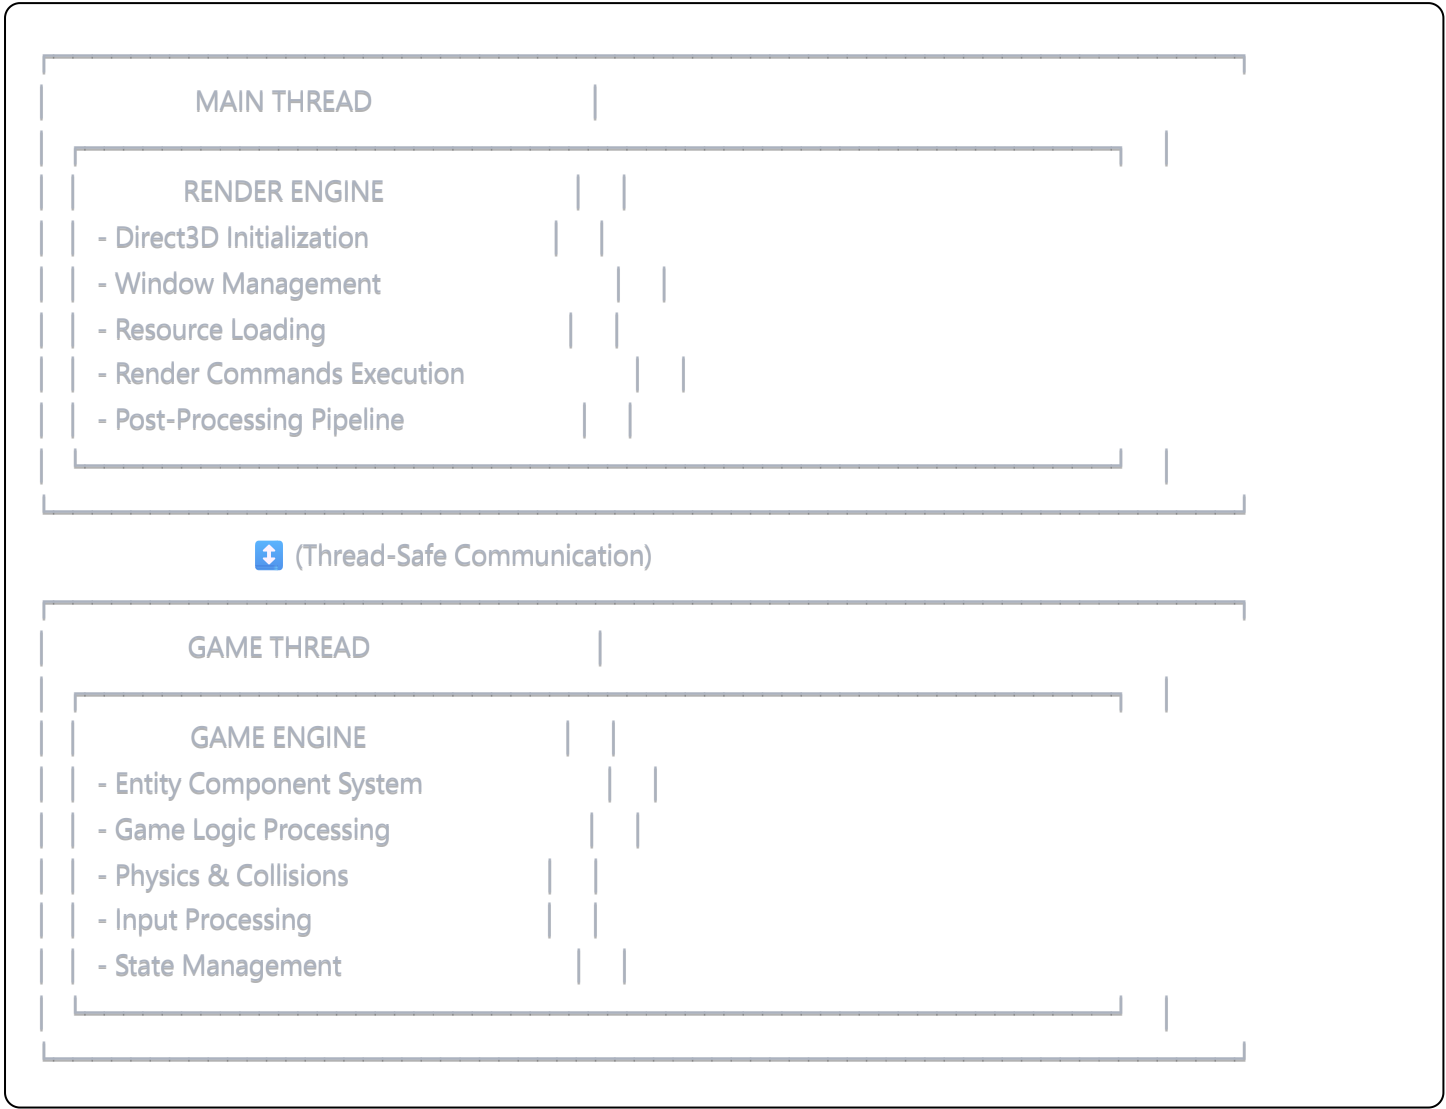 MAIN THREAD
RENDER ENGINE
- Direct3D Initialization
- Window Management
- Resource Loading
- Render Commands Execution
- Post-Processing Pipeline
↕️ (Thread-Safe Communication)
GAME THREAD
GAME ENGINE
- Entity Component System
- Game Logic Processing
- Physics & Collisions
- Input Processing
- State Management